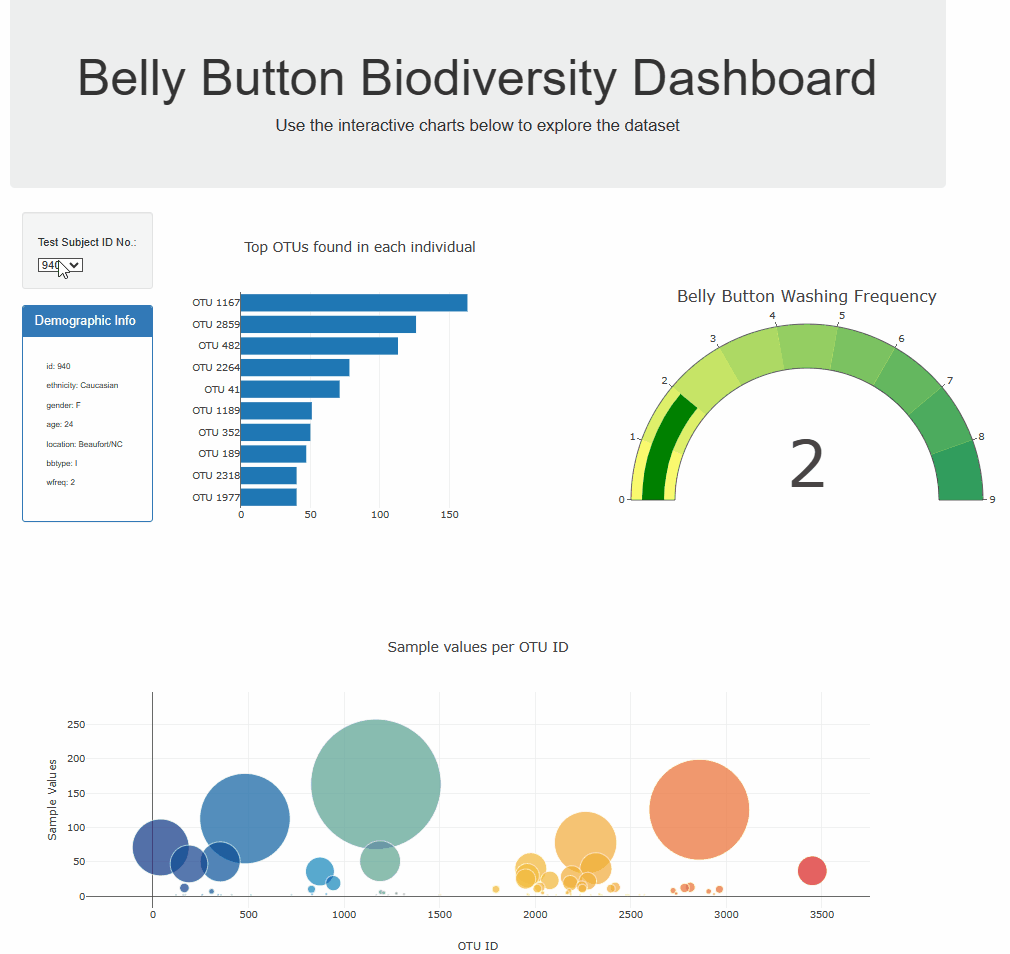 Belly Button Biodiversity Dashboard
Use the interactive charts below to explore the dataset
Test Subject ID No.:
940
Demographic Info
id: 940
ethnicity: Caucasian
gender: F
age: 24
location: Beaufort/NC
bbtype: I
wfreq: 2
Top OTUs found in each individual
OTU 1167
OTU 2859
OTU 482
OTU 2264
OTU 41
OTU 1189
OTU 352
OTU 189
OTU 2318
OTU 1977
0 50 100 150
Belly Button Washing Frequency
0
1
2
3
4
5
6
7
8
9
2
Sample values per OTU ID
Sample Values
250
200
150
100
50
0
0 500 1000 1500 2000 2500 3000 3500
OTU ID